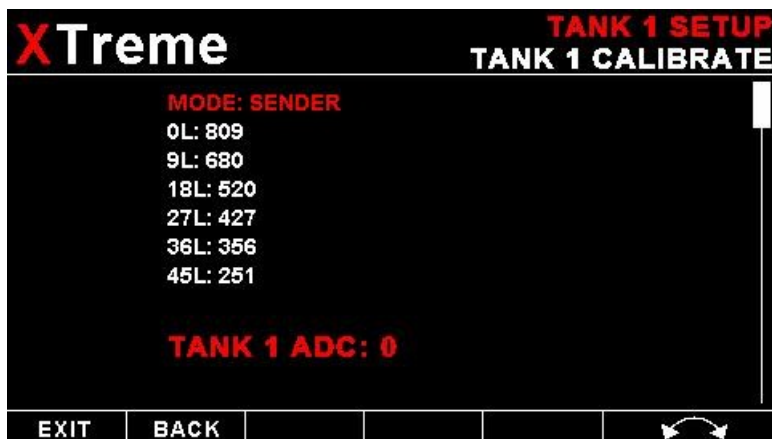 XTreme
TANK 1 SETUP
TANK 1 CALIBRATE
MODE: SENDER
0L: 809
9L: 680
18L: 520
27L: 427
36L: 356
45L: 251
TANK 1 ADC: 0
EXIT BACK